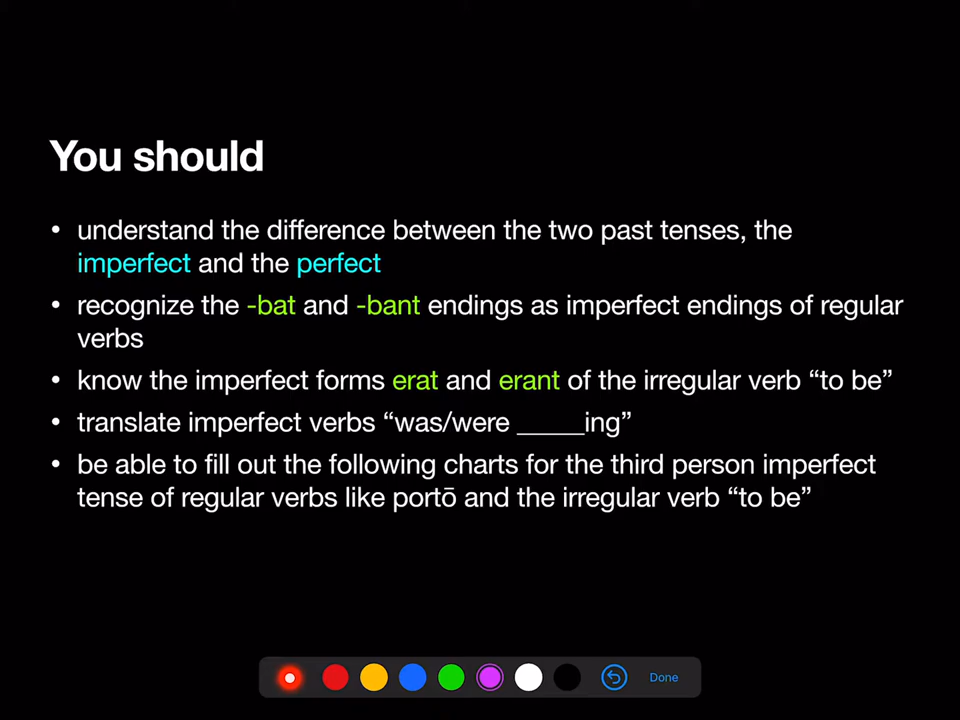 You should
• understand the difference between the two past tenses, the
imperfect and the perfect
• recognize the -bat and -bant endings as imperfect endings of regular
verbs
• know the imperfect forms erat and erant of the irregular verb “to be”
• translate imperfect verbs “was/were _____ing”
• be able to fill out the following charts for the third person imperfect
tense of regular verbs like portō and the irregular verb “to be”
Done